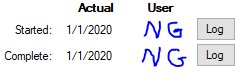 Actual User
Started: 1/1/2020 NG Log
Complete: 1/1/2020 NG Log